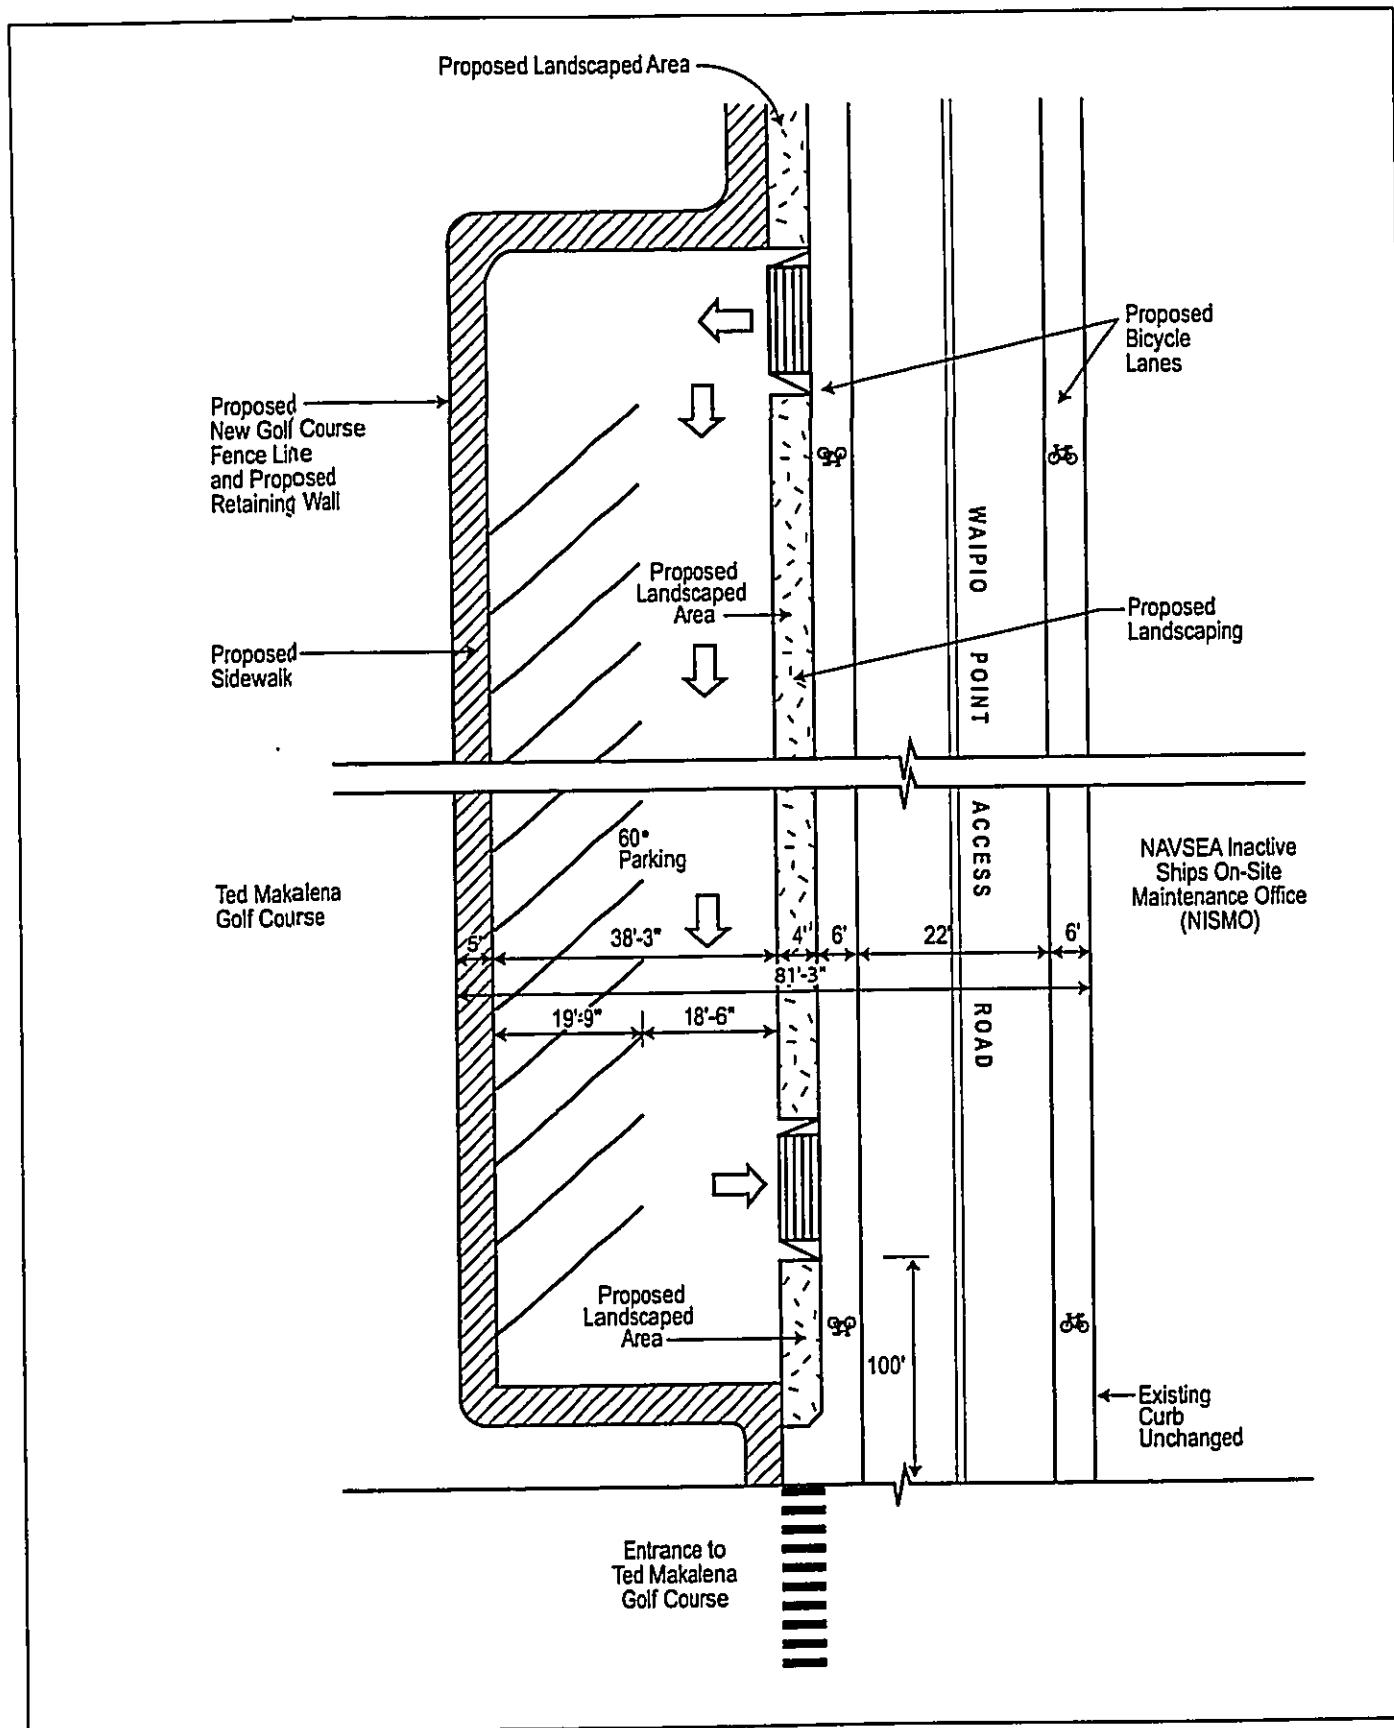 Proposed Landscaped Area
Proposed
Bicycle
Lanes
Proposed
New Golf Course
Fence Line
and Proposed
Retaining Wall
WAIPIO POINT ACCESS ROAD
Proposed
Landscaped
Area
Proposed
Landscaping
Proposed
Sidewalk
60°
Parking
NAVSEA Inactive
Ships On-Site
Maintenance Office
(NISMO)
Ted Makalena
Golf Course
5' 38'-3" 4' 6' 22' 6'
81'-3"
19'-9" 18'-6"
Proposed
Landscaped
Area
100'
Existing
Curb
Unchanged
Entrance to
Ted Makalena
Golf Course